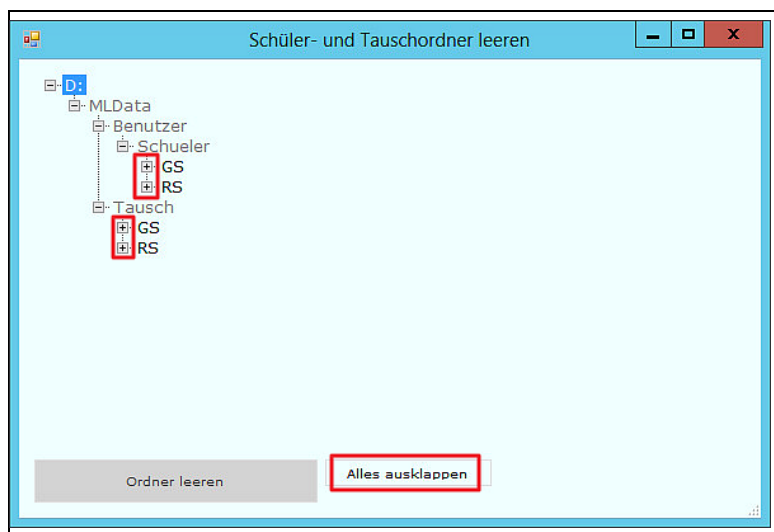 Schüler- und Tauschordner leeren
D:
MLData
Benutzer
Schueler
GS
RS
Tausch
GS
RS
Ordner leeren
Alles ausklappen